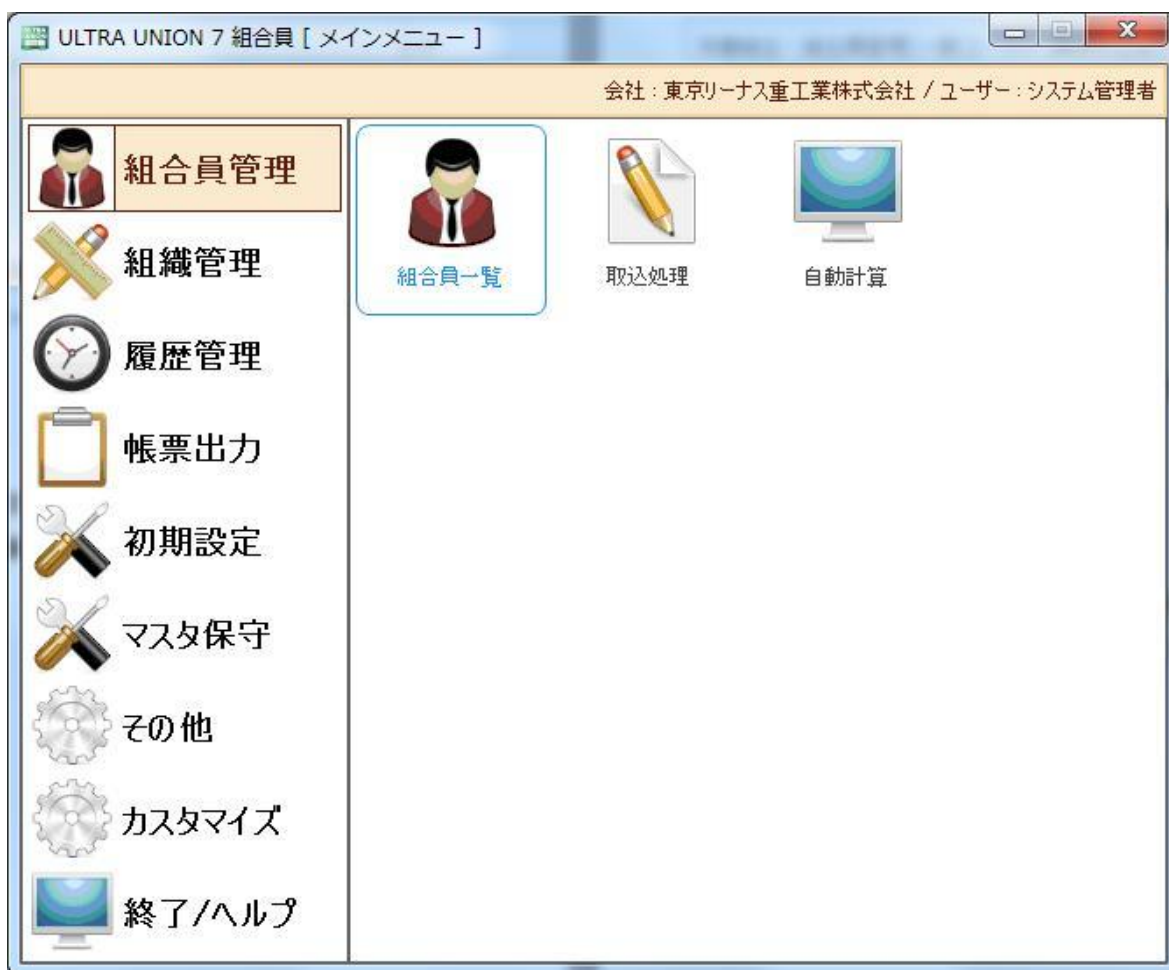 ULTRA UNION 7 組合員 [ メインメニュー ]
会社 : 東京リーナス重工業株式会社 / ユーザー : システム管理者
組合員管理
組織管理
履歴管理
帳票出力
初期設定
マスタ保守
その他
カスタマイズ
終了/ヘルプ
組合員一覧
取込処理
自動計算